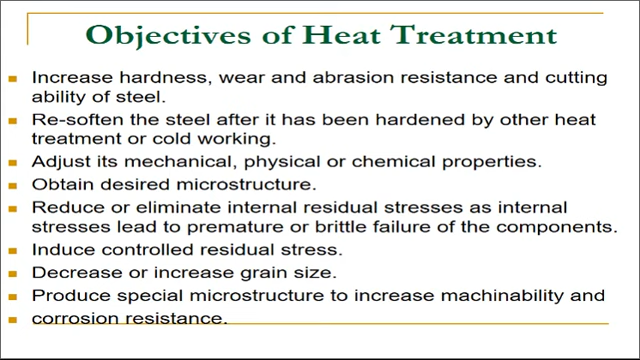 Objectives of Heat Treatment
Increase hardness, wear and abrasion resistance and cutting
ability of steel.
Re-soften the steel after it has been hardened by other heat
treatment or cold working.
Adjust its mechanical, physical or chemical properties.
Obtain desired microstructure.
Reduce or eliminate internal residual stresses as internal
stresses lead to premature or brittle failure of the components.
Induce controlled residual stress.
Decrease or increase grain size.
Produce special microstructure to increase machinability and
corrosion resistance.